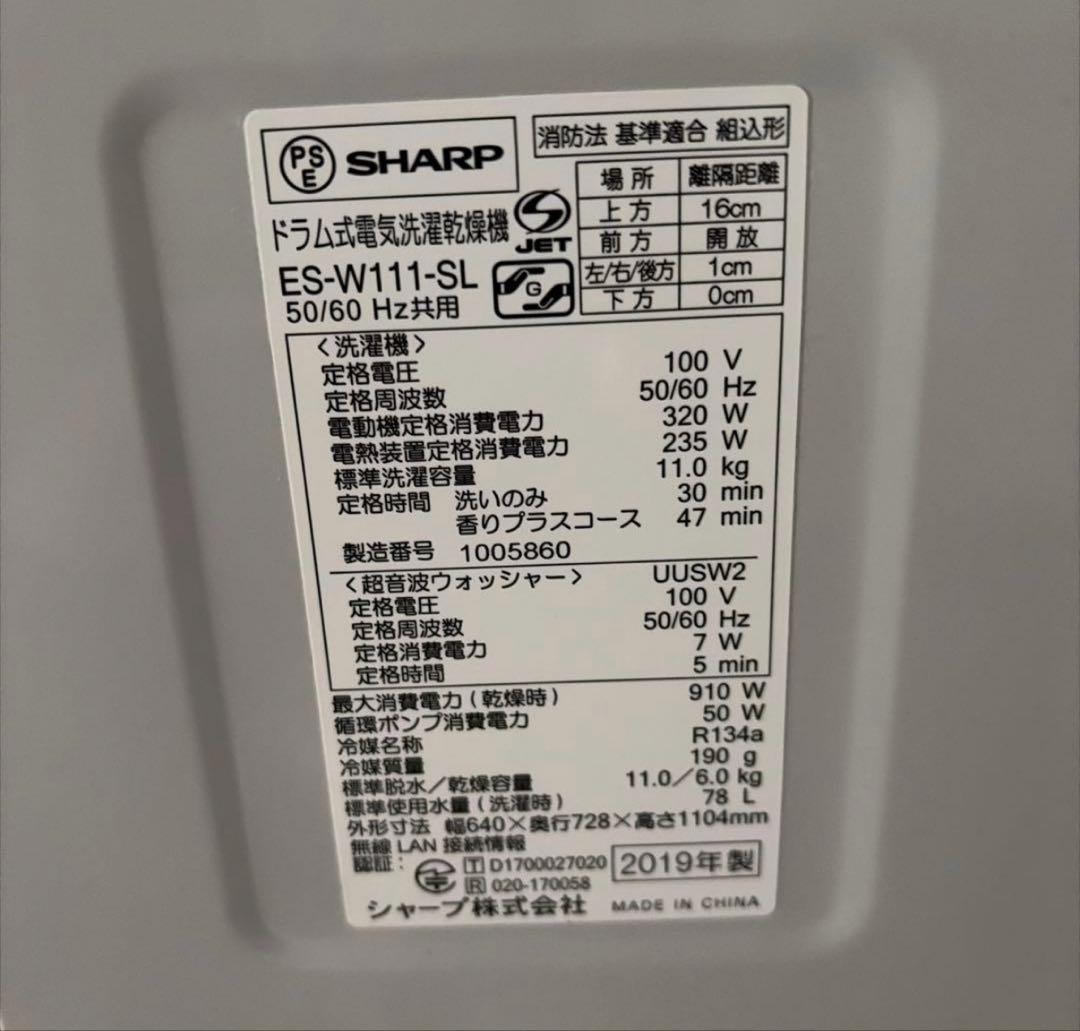 PSE SHARP
消防法 基準適合 組込形
場所 離隔距離
上方 16cm
前方 開放
左/右/後方 1cm
下方 0cm
ドラム式電気洗濯乾燥機
JET
ES-W111-SL
G
50/60 Hz共用
〈洗濯機〉
定格電圧 100 V
定格周波数 50/60 Hz
電動機定格消費電力 320 W
電熱装置定格消費電力 235 W
標準洗濯容量 11.0 kg
定格時間 洗いのみ 30 min
香りプラスコース 47 min
製造番号 1005860
〈超音波ウォッシャー〉 UUSW2
定格電圧 100 V
定格周波数 50/60 Hz
定格消費電力 7 W
定格時間 5 min
最大消費電力(乾燥時) 910 W
循環ポンプ消費電力 50 W
冷媒名称 R134a
冷媒質量 190 g
標準脱水/乾燥容量 11.0/6.0 kg
標準使用水量(洗濯時) 78 L
外形寸法 幅640×奥行728×高さ1104mm
無線LAN 接続情報
認証: T D1700027020
R 020-170058
2019年製
シャープ株式会社 MADE IN CHINA